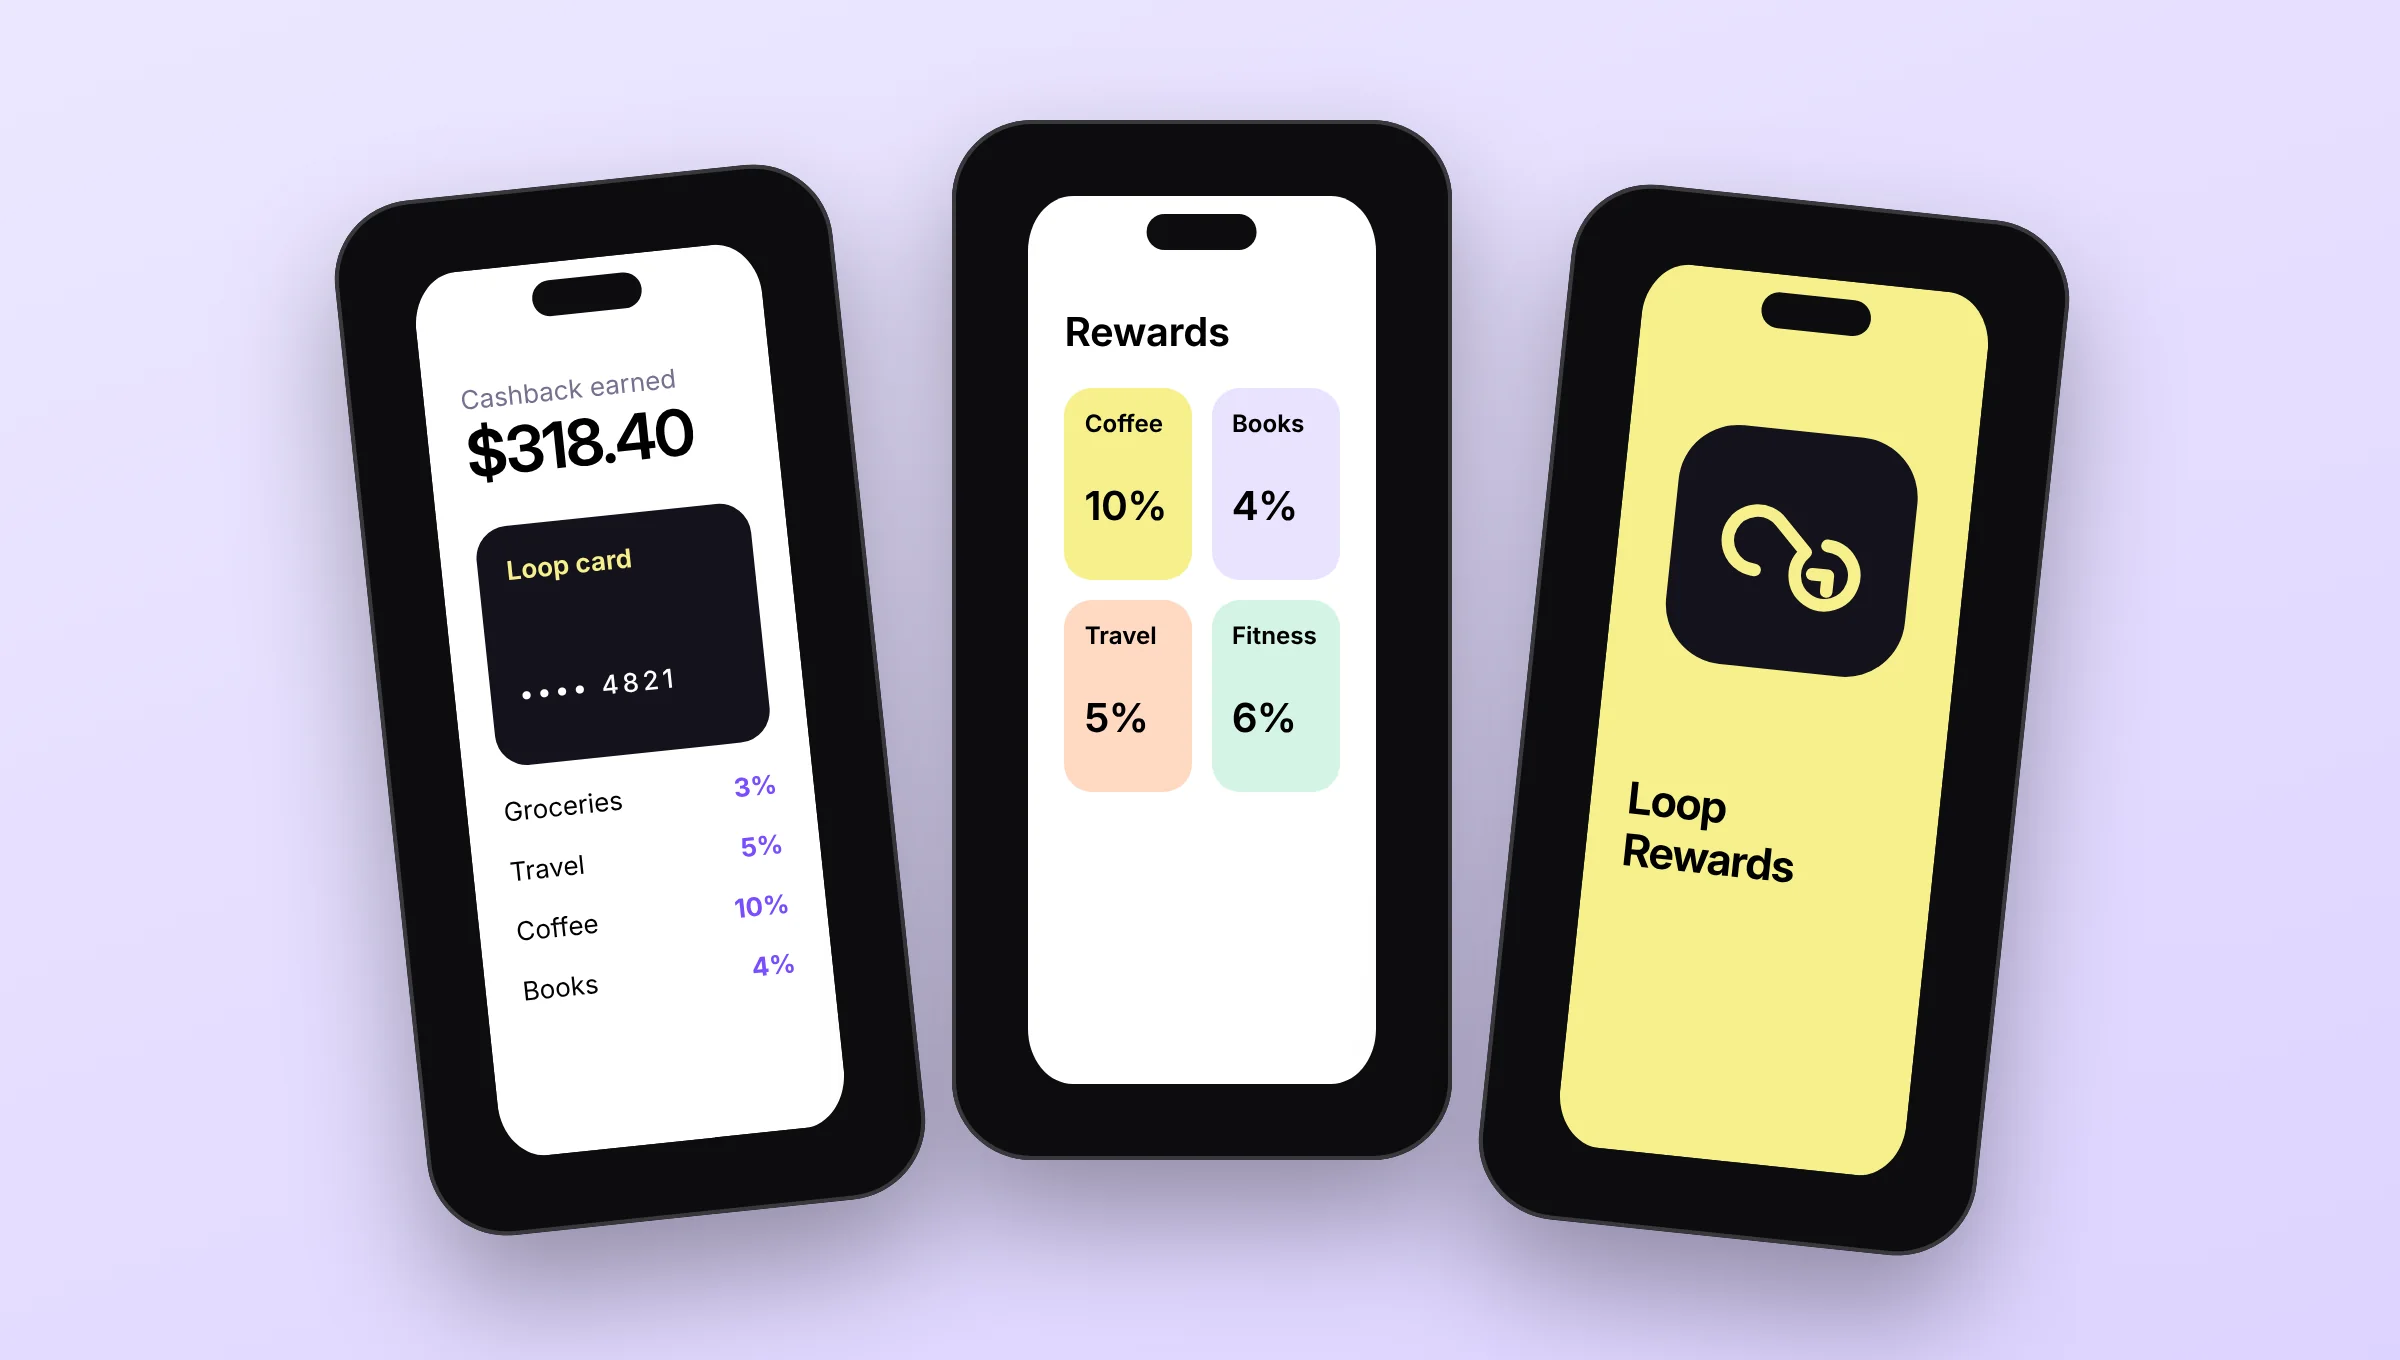 Cashback earned
$318.40
Loop card
•••• 4821
Groceries 3%
Travel 5%
Coffee 10%
Books 4%
Rewards
Coffee
10%
Books
4%
Travel
5%
Fitness
6%
Loop
Rewards